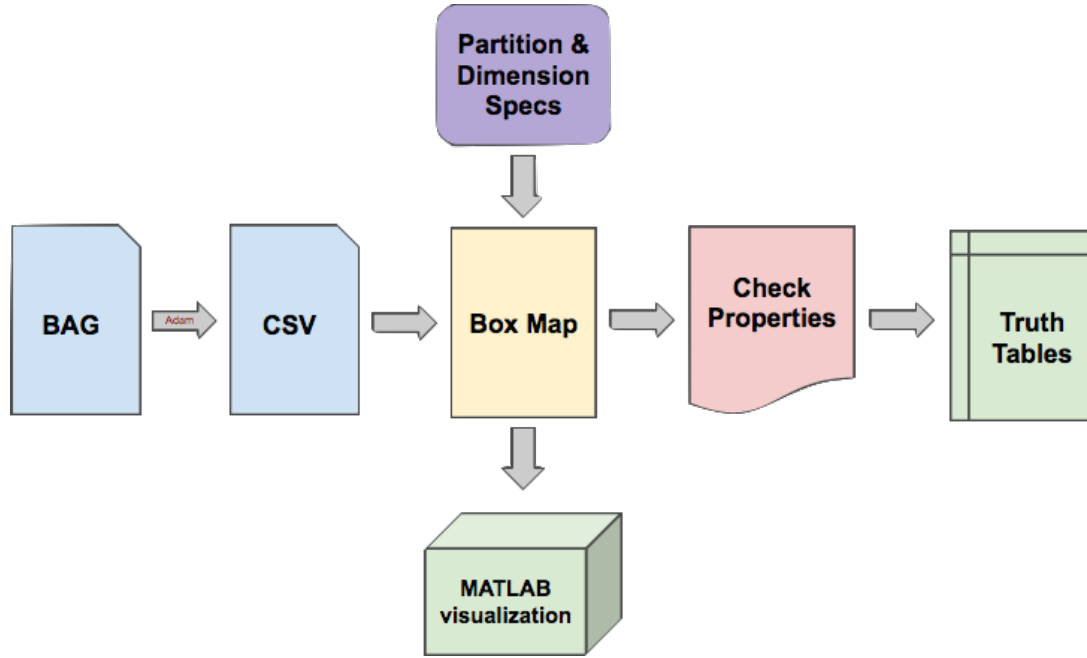 Partition &
Dimension
Specs
BAG
Adam
CSV
Box Map
Check
Properties
Truth
Tables
MATLAB
visualization